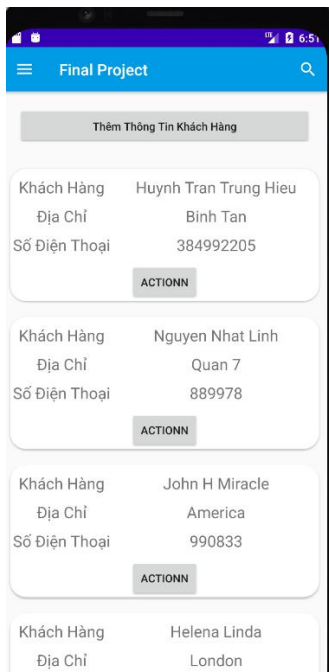 6:51
Final Project
Thêm Thông Tin Khách Hàng
Khách Hàng Huynh Tran Trung Hieu
Địa Chỉ Binh Tan
Số Điện Thoại 384992205
ACTIONN
Khách Hàng Nguyen Nhat Linh
Địa Chỉ Quan 7
Số Điện Thoại 889978
ACTIONN
Khách Hàng John H Miracle
Địa Chỉ America
Số Điện Thoại 990833
ACTIONN
Khách Hàng Helena Linda
Địa Chỉ London